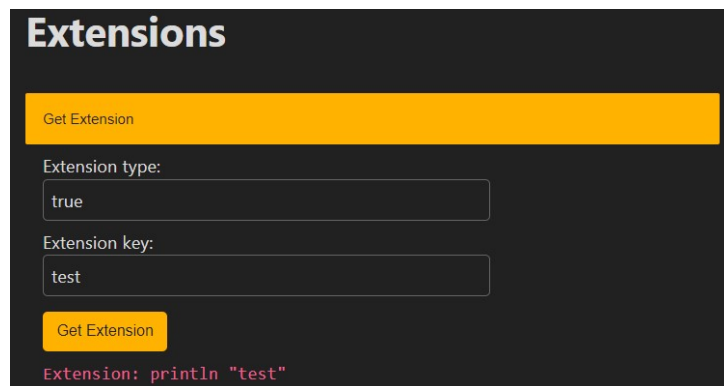 Extensions
Get Extension
Extension type:
true
Extension key:
test
Get Extension
Extension: println "test"